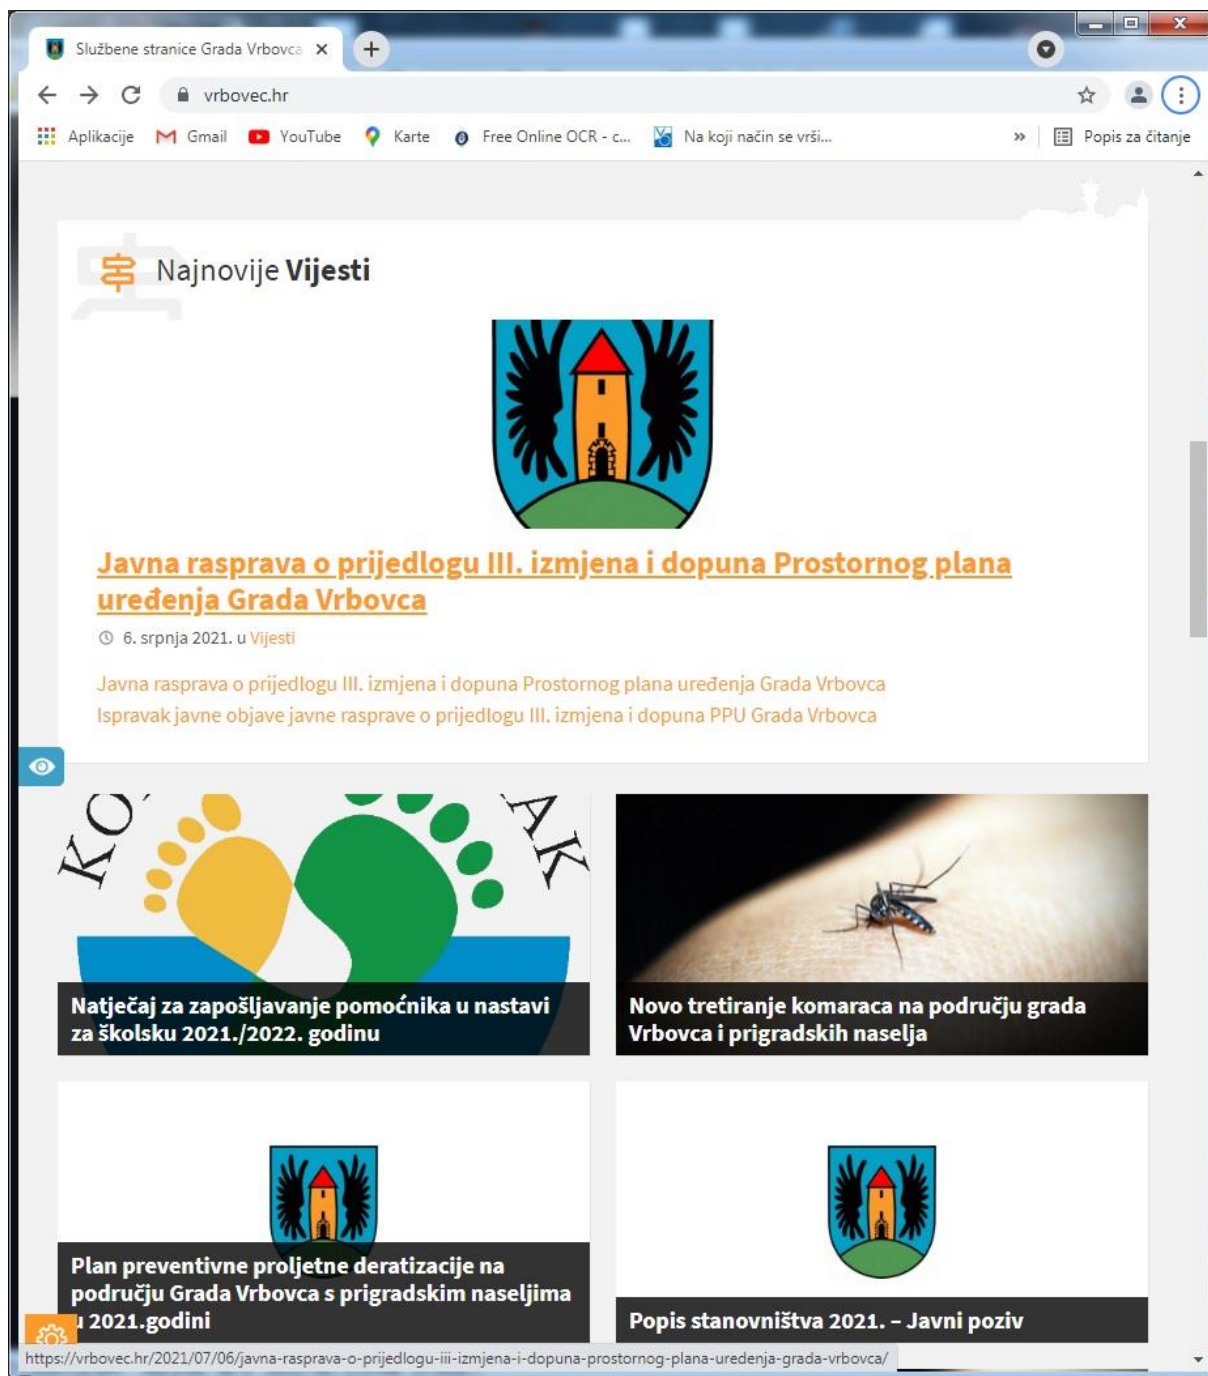 Službene stranice Grada Vrbovca
vrbovec.hr
Aplikacije Gmail YouTube Karte Free Online OCR - c... Na koji način se vrši... » Popis za čitanje
Najnovije Vijesti
Javna rasprava o prijedlogu III. izmjena i dopuna Prostornog plana
uređenja Grada Vrbovca
6. srpnja 2021. u Vijesti
Javna rasprava o prijedlogu III. izmjena i dopuna Prostornog plana uređenja Grada Vrbovca
Ispravak javne objave javne rasprave o prijedlogu III. izmjena i dopuna PPU Grada Vrbovca
Natječaj za zapošljavanje pomoćnika u nastavi
za školsku 2021./2022. godinu
Novo tretiranje komaraca na području grada
Vrbovca i prigradskih naselja
Plan preventivne proljetne deratizacije na
području Grada Vrbovca s prigradskim naseljima
u 2021.godini
Popis stanovništva 2021. – Javni poziv
https://vrbovec.hr/2021/07/06/javna-rasprava-o-prijedlogu-iii-izmjena-i-dopuna-prostornog-plana-uredenja-grada-vrbovca/